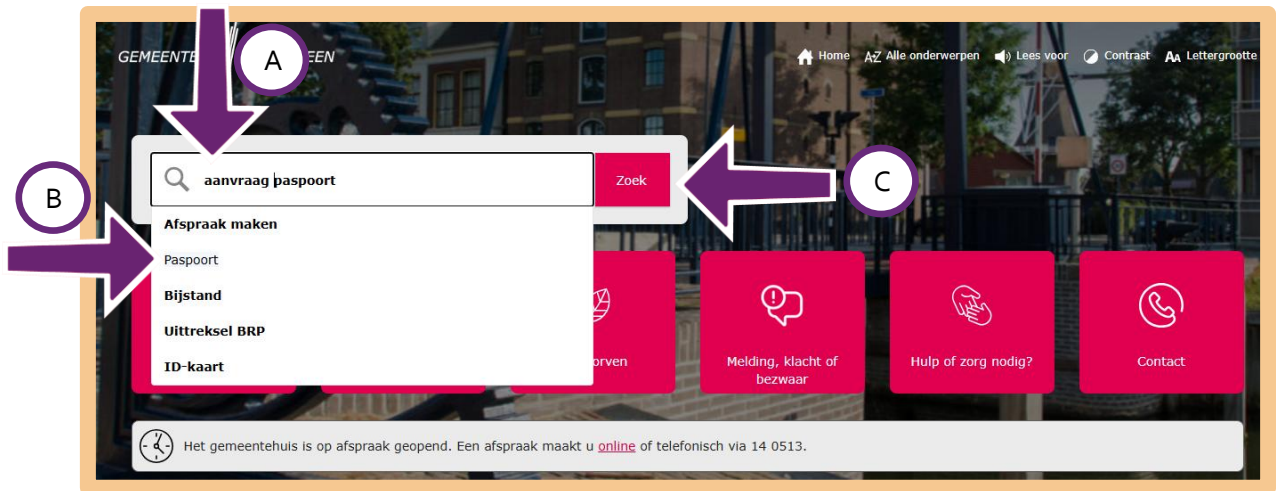 GEMEENTE
EEN
Home
AZ Alle onderwerpen
Lees voor
Contrast
AA Lettergrootte
A
aanvraag paspoort
Zoek
C
B
Afspraak maken
Paspoort
Bijstand
Uittreksel BRP
ID-kaart
Melding, klacht of
bezwaar
Hulp of zorg nodig?
Contact
Het gemeentehuis is op afspraak geopend. Een afspraak maakt u online of telefonisch via 14 0513.